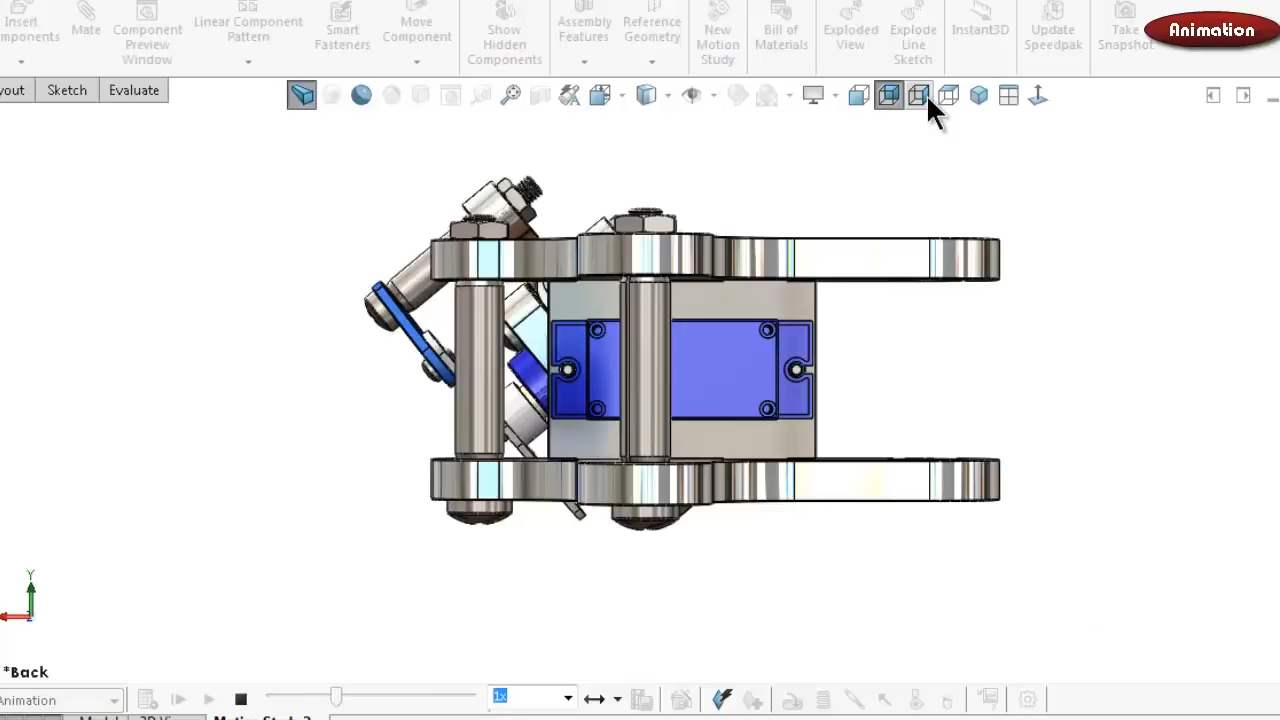 Insert
Components
Mate
Component
Preview
Window
Linear Component
Pattern
Smart
Fasteners
Move
Component
Show
Hidden
Components
Assembly
Features
Reference
Geometry
New
Motion
Study
Bill of
Materials
Exploded
View
Explode
Line
Sketch
Instant3D
Update
Speedpak
Take
Snapshot
Animation
yout
Sketch
Evaluate
Y
*Back
Animation
1x